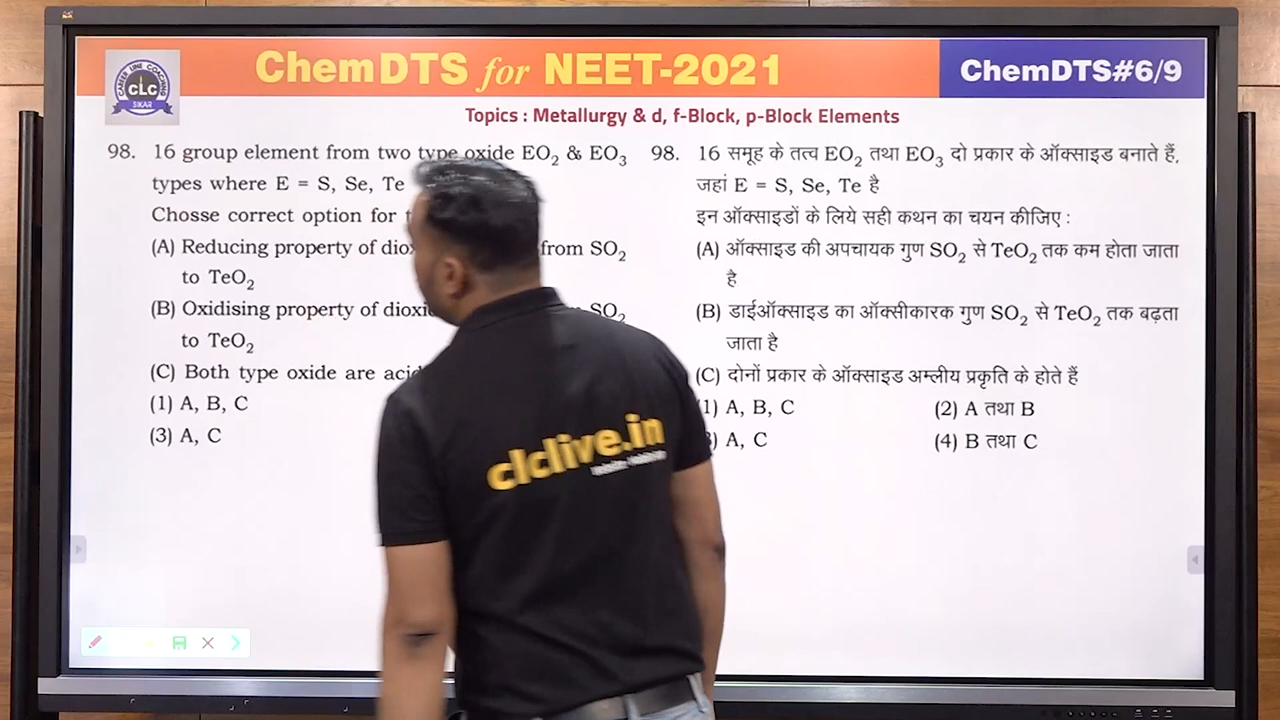 CAREER LINE COACHING
CLC
SIKAR
ChemDTS for NEET-2021
ChemDTS#6/9
Topics : Metallurgy & d, f-Block, p-Block Elements
98. 16 group element from two type oxide EO₂ & EO₃
types where E = S, Se, Te
Chosse correct option for
(A) Reducing property of from SO₂
to TeO₂
(B) Oxidising property of SO₂
to TeO₂
(C) Both type oxide are
(1) A, B, C
(3) A, C
98. 16 समूह के तत्व EO₂ तथा EO₃ दो प्रकार के ऑक्साइड बनाते हैं,
जहां E = S, Se, Te है
इन ऑक्साइडों के लिये सही कथन का चयन कीजिए :
(A) ऑक्साइड की अपचायक गुण SO₂ से TeO₂ तक कम होता जाता
है
(B) डाईऑक्साइड का ऑक्सीकारक गुण SO₂ से TeO₂ तक बढ़ता
जाता है
(C) दोनों प्रकार के ऑक्साइड अम्लीय प्रकृति के होते हैं
1) A, B, C (2) A तथा B
) A, C (4) B तथा C
clclive.in